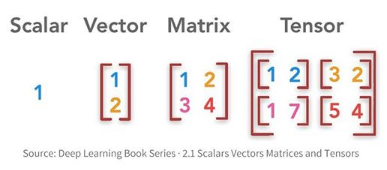 Scalar Vector Matrix Tensor
1 2 3 2
1 1 2
1
2 3 4
1 7 5 4
Source: Deep Learning Book Series · 2.1 Scalars Vectors Matrices and Tensors